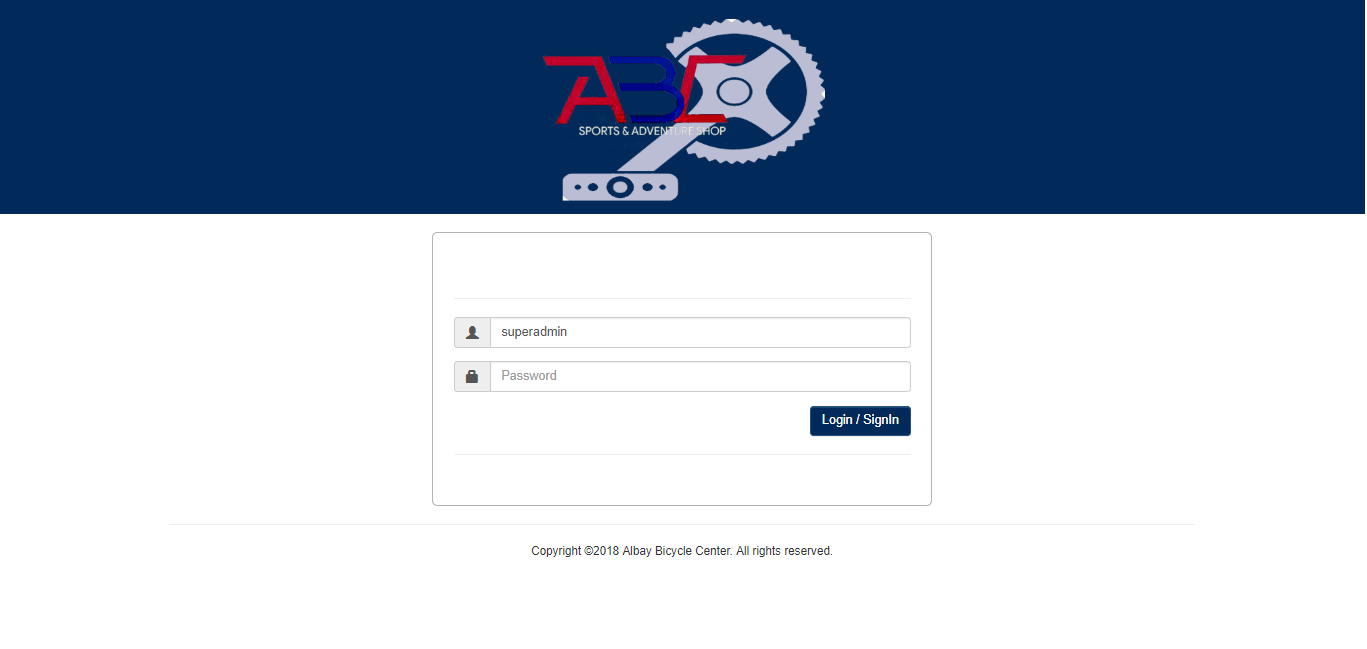 ABC
SPORTS & ADVENTURE SHOP
superadmin
Password
Login / SignIn
Copyright ©2018 Albay Bicycle Center. All rights reserved.